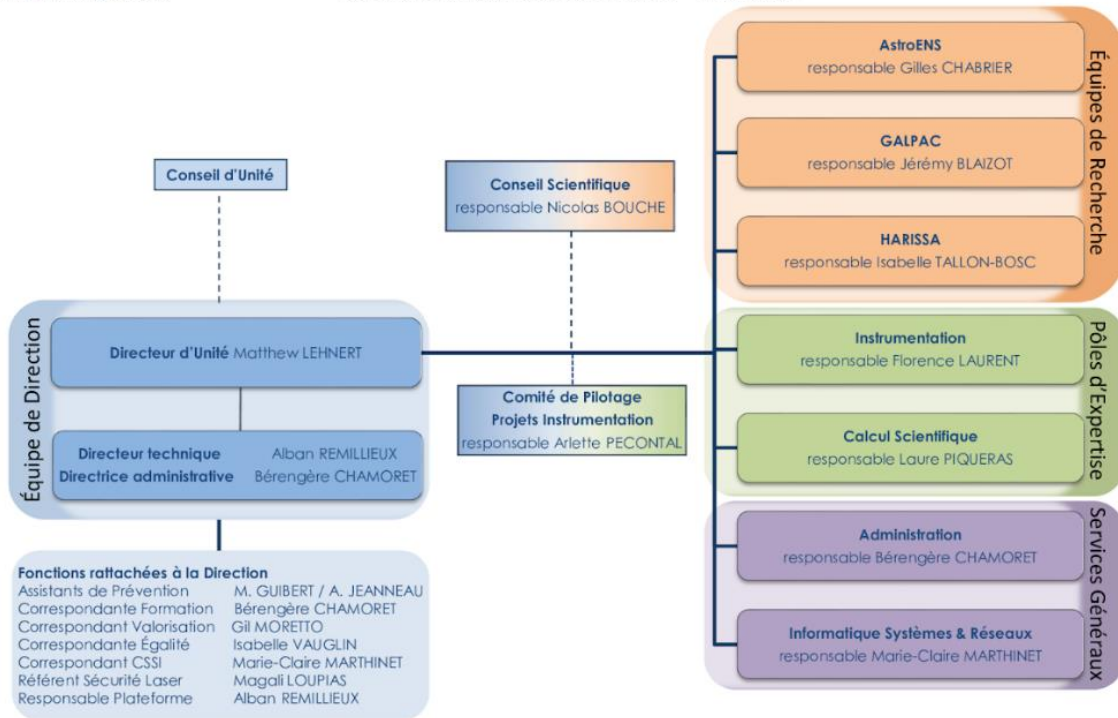 Conseil d'Unité
Conseil Scientifique
responsable Nicolas BOUCHE
Équipe de Direction
Directeur d'Unité Matthew LEHNERT
Directeur technique Alban REMILLIEUX
Directrice administrative Bérengère CHAMORET
Comité de Pilotage
Projets Instrumentation
responsable Arlette PECONTAL
Fonctions rattachées à la Direction
Assistants de Prévention M. GUIBERT / A. JEANNEAU
Correspondante Formation Bérengère CHAMORET
Correspondant Valorisation Gil MORETTO
Correspondante Égalité Isabelle VAUGLIN
Correspondant CSSI Marie-Claire MARTHINET
Référent Sécurité Laser Magali LOUPIAS
Responsable Plateforme Alban REMILLIEUX
Équipes de Recherche
AstroENS
responsable Gilles CHABRIER
GALPAC
responsable Jérémy BLAIZOT
HARISSA
responsable Isabelle TALLON-BOSC
Pôles d'Expertise
Instrumentation
responsable Florence LAURENT
Calcul Scientifique
responsable Laure PIQUERAS
Services Généraux
Administration
responsable Bérengère CHAMORET
Informatique Systèmes & Réseaux
responsable Marie-Claire MARTHINET